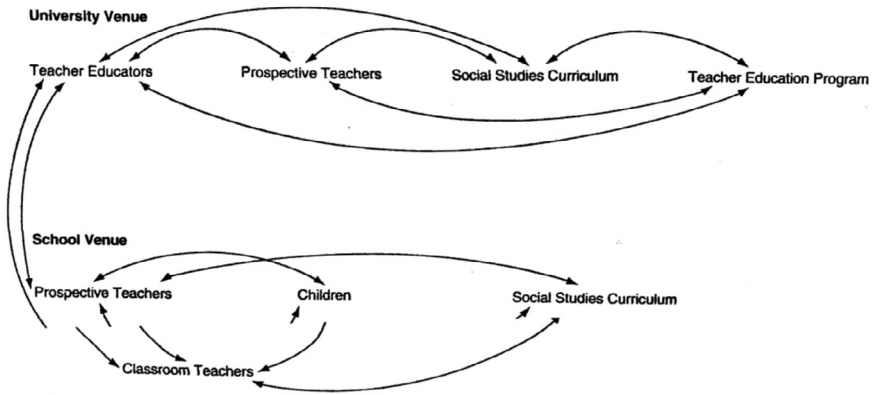 University Venue
Teacher Educators Prospective Teachers Social Studies Curriculum Teacher Education Program
School Venue
Prospective Teachers Children Social Studies Curriculum
Classroom Teachers